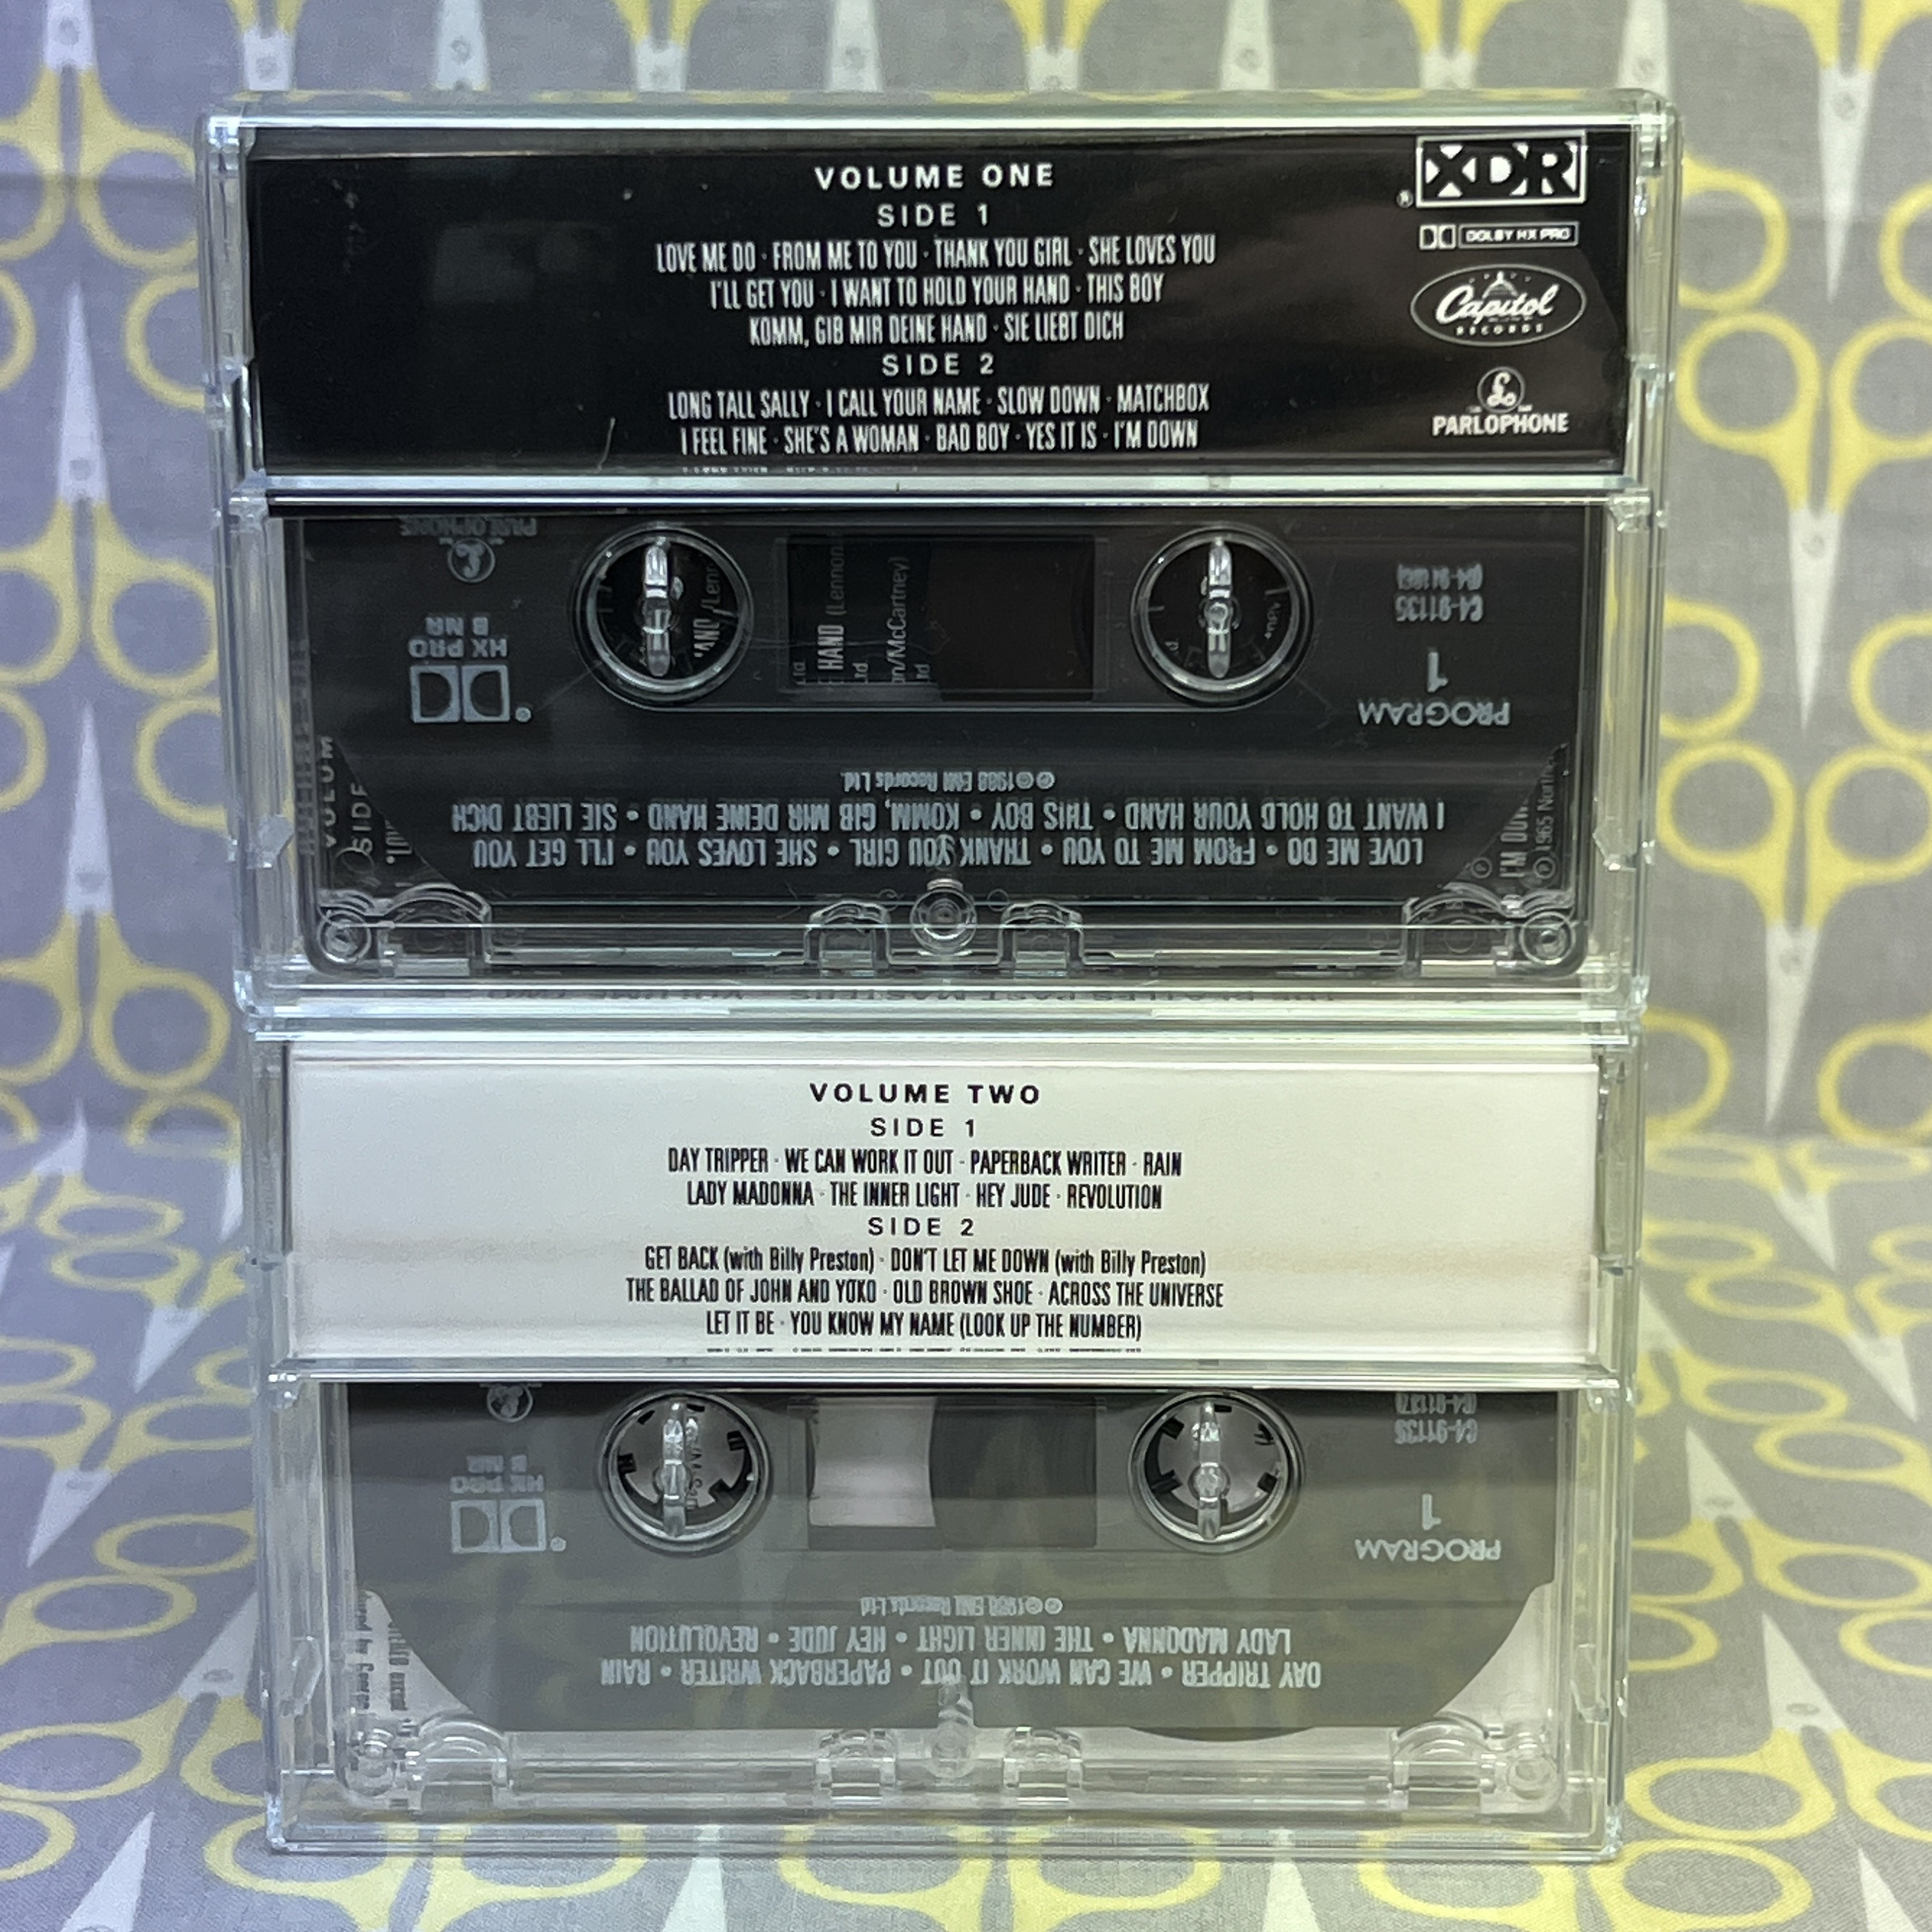 VOLUME ONE
SIDE 1
LOVE ME DO · FROM ME TO YOU · THANK YOU GIRL · SHE LOVES YOU
I'LL GET YOU · I WANT TO HOLD YOUR HAND · THIS BOY
KOMM, GIB MIR DEINE HAND · SIE LIEBT DICH
SIDE 2
LONG TALL SALLY · I CALL YOUR NAME · SLOW DOWN · MATCHBOX
I FEEL FINE · SHE'S A WOMAN · BAD BOY · YES IT IS · I'M DOWN
XDR®
DOLBY HX PRO
Capitol
RECORDS
PARLOPHONE
LOVE ME DO • FROM ME TO YOU • THANK YOU GIRL • SHE LOVES YOU • I'LL GET YOU
I WANT TO HOLD YOUR HAND • THIS BOY • KOMM, GIB MIR DEINE HAND • SIE LIEBT DICH
℗©1988 EMI Records Ltd.
PROGRAM
1
C4-91135
HX PRO
B NR
PARLOPHONE
HAND (Lennon
n/McCartney)
SIDE
I'M DOWN
℗1965 North
VOLUME TWO
SIDE 1
DAY TRIPPER · WE CAN WORK IT OUT · PAPERBACK WRITER · RAIN
LADY MADONNA · THE INNER LIGHT · HEY JUDE · REVOLUTION
SIDE 2
GET BACK (with Billy Preston) · DON'T LET ME DOWN (with Billy Preston)
THE BALLAD OF JOHN AND YOKO · OLD BROWN SHOE · ACROSS THE UNIVERSE
LET IT BE · YOU KNOW MY NAME (LOOK UP THE NUMBER)
DAY TRIPPER • WE CAN WORK IT OUT • PAPERBACK WRITER • RAIN
LADY MADONNA • THE INNER LIGHT • HEY JUDE • REVOLUTION
℗©1988 EMI Records Ltd
PROGRAM
1
C4-91135
HX PRO
B NR